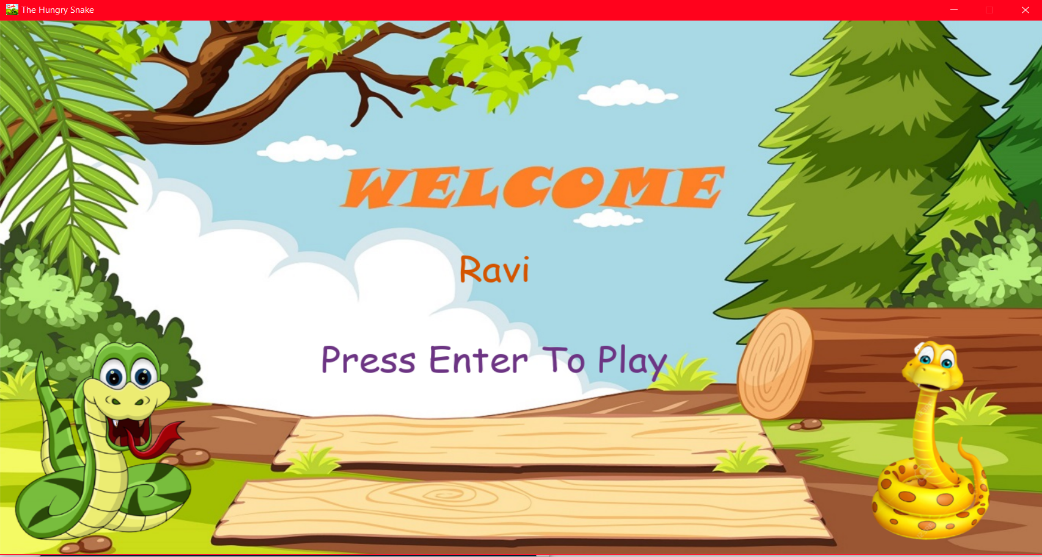 The Hungry Snake
WELCOME
Ravi
Press Enter To Play